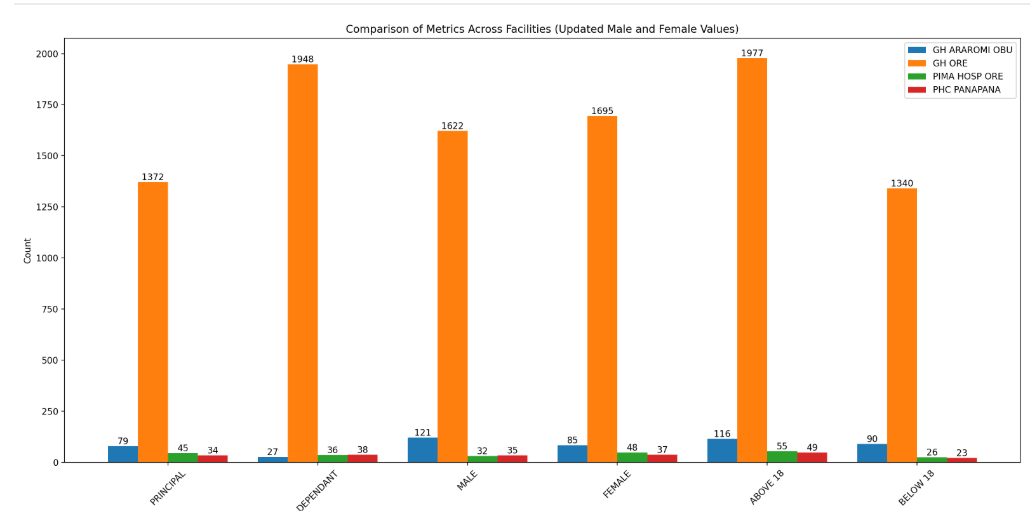 Comparison of Metrics Across Facilities (Updated Male and Female Values)
GH ARAROMI OBU
GH ORE
PIMA HOSP ORE
PHC PANAPANA
Count
2000
1750
1500
1250
1000
750
500
250
0
79
1372
45
34
27
1948
36
38
121
1622
32
35
85
1695
48
37
116
1977
55
49
90
1340
26
23
PRINCIPAL
DEPENDANT
MALE
FEMALE
ABOVE 18
BELOW 18